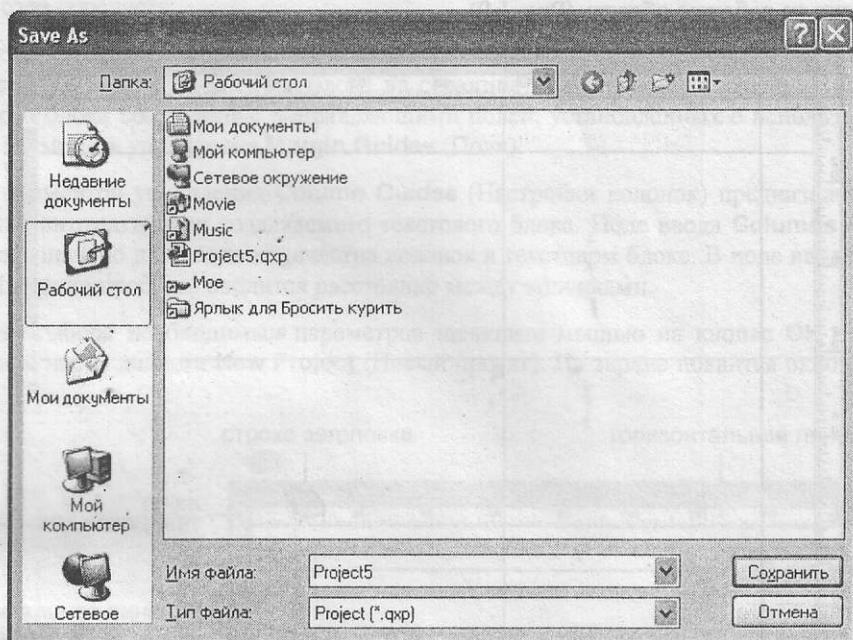 Save As
Папка:
Рабочий стол
Недавние
документы
Рабочий стол
Мои документы
Мой
компьютер
Сетевое
Мои документы
Мой компьютер
Сетевое окружение
Movie
Music
Project5.qxp
Мое
Ярлык для Бросить курить
Имя файла:
Project5
Сохранить
Тип файла:
Project (*.qxp)
Отмена